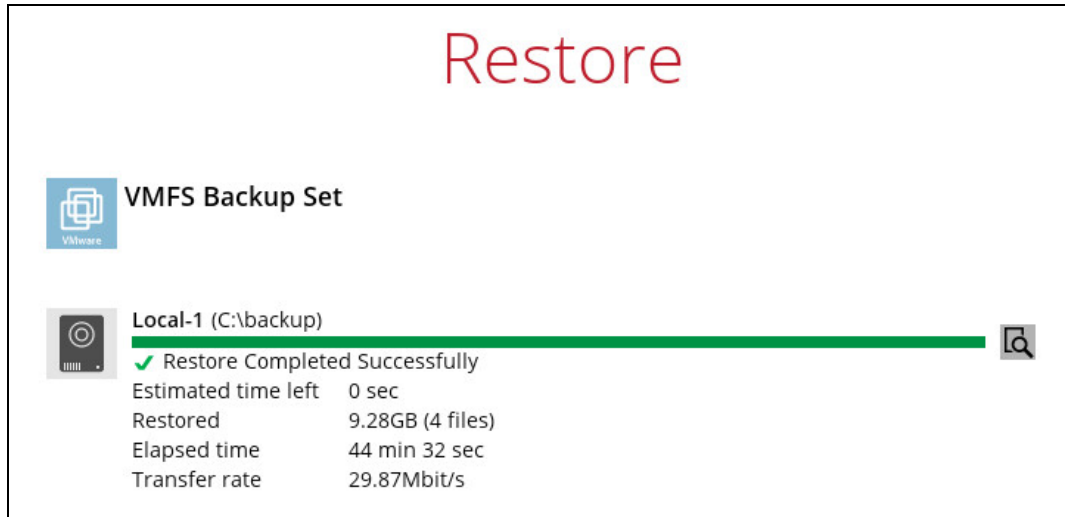 Restore
VMFS Backup Set
VMware
Local-1 (C:\backup)
Restore Completed Successfully
Estimated time left 0 sec
Restored 9.28GB (4 files)
Elapsed time 44 min 32 sec
Transfer rate 29.87Mbit/s